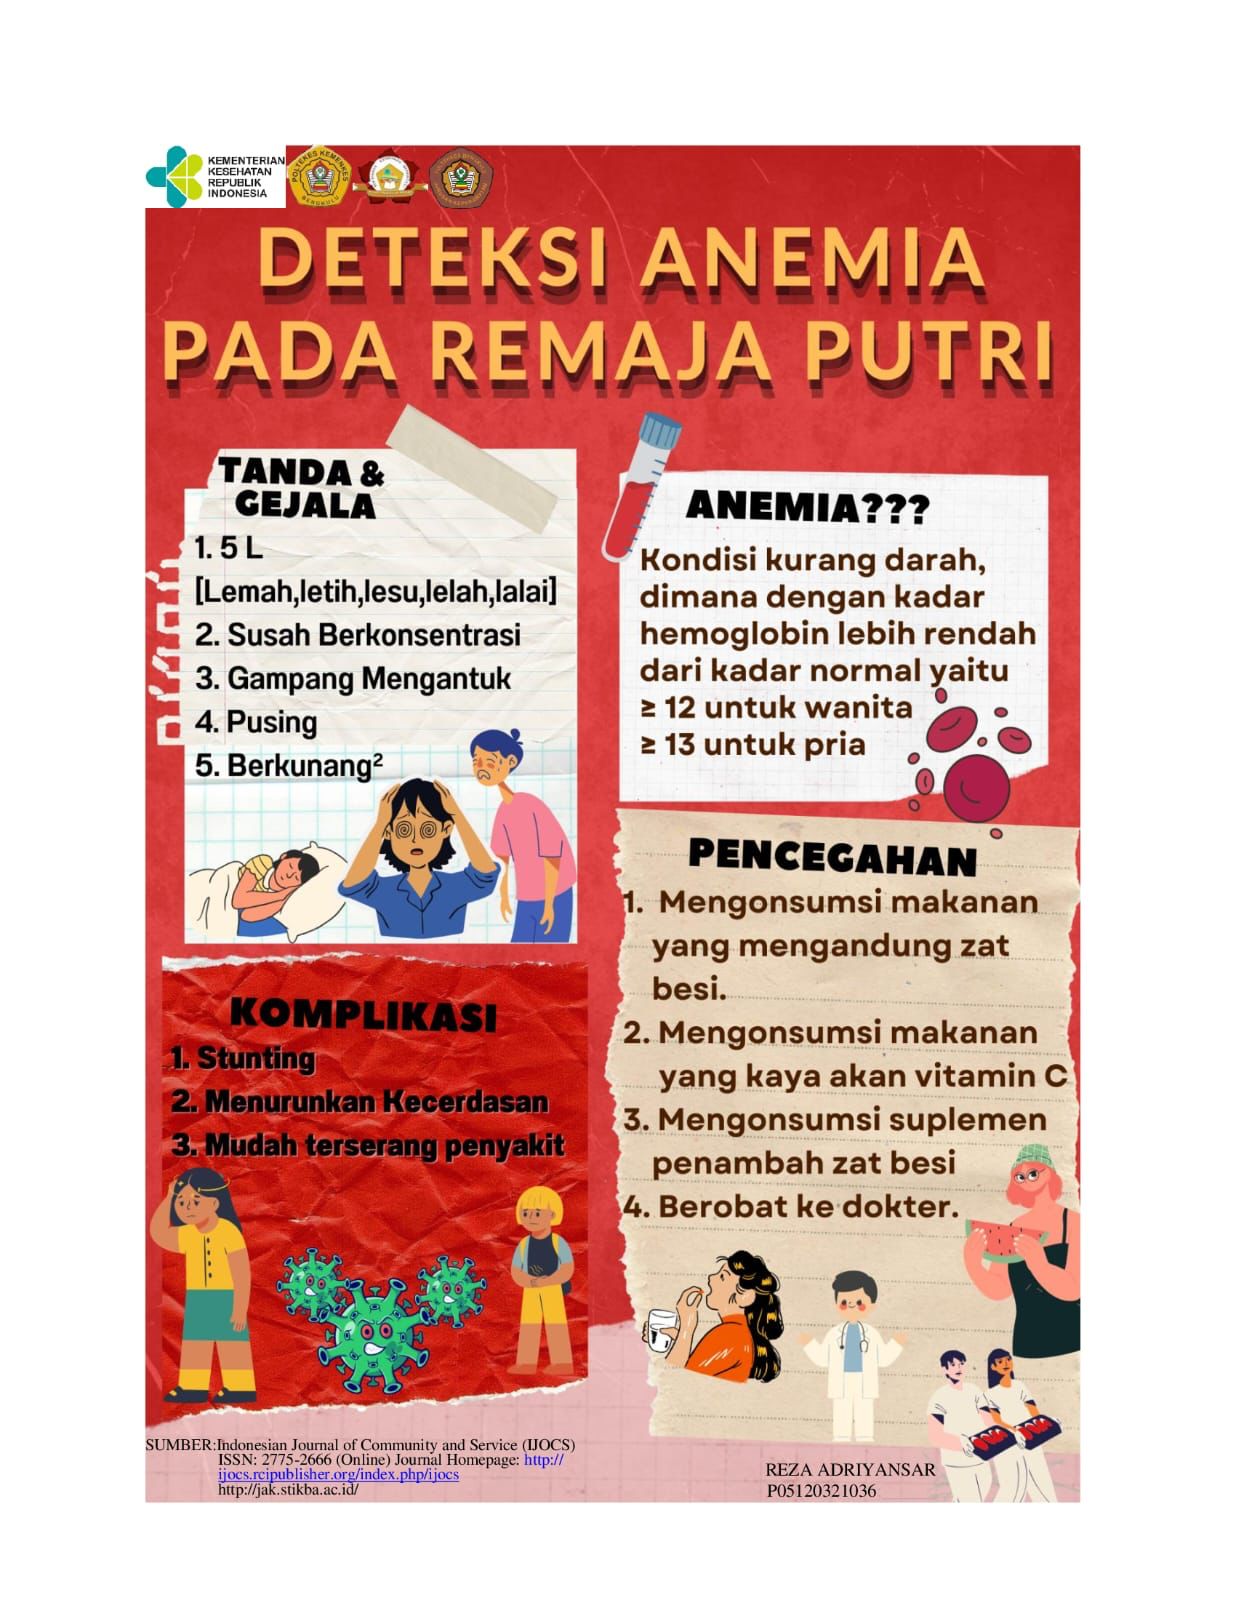 KEMENTERIAN
KESEHATAN
REPUBLIK
INDONESIA
POLTEKES KEMENKES
BENGKULU
DETEKSI ANEMIA
PADA REMAJA PUTRI
TANDA &
GEJALA
1. 5 L
[Lemah,letih,lesu,lelah,lalai]
2. Susah Berkonsentrasi
3. Gampang Mengantuk
4. Pusing
5. Berkunang²
ANEMIA???
Kondisi kurang darah,
dimana dengan kadar
hemoglobin lebih rendah
dari kadar normal yaitu
≥ 12 untuk wanita
≥ 13 untuk pria
KOMPLIKASI
1. Stunting
2. Menurunkan Kecerdasan
3. Mudah terserang penyakit
PENCEGAHAN
1. Mengonsumsi makanan
yang mengandung zat
besi.
2. Mengonsumsi makanan
yang kaya akan vitamin C
3. Mengonsumsi suplemen
penambah zat besi
4. Berobat ke dokter.
SUMBER:Indonesian Journal of Community and Service (IJOCS)
ISSN: 2775-2666 (Online) Journal Homepage: http://
ijocs.rcipublisher.org/index.php/ijocs
http://jak.stikba.ac.id/
REZA ADRIYANSAR
P05120321036